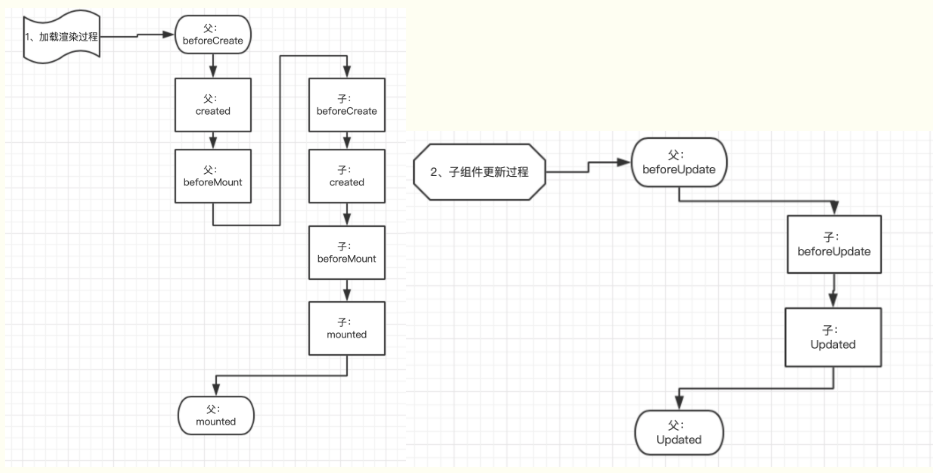 1、加载渲染过程
父:
beforeCreate
父:
created
父:
beforeMount
子:
beforeCreate
子:
created
子:
beforeMount
子:
mounted
父:
mounted
2、子组件更新过程
父:
beforeUpdate
子:
beforeUpdate
子:
Updated
父:
Updated